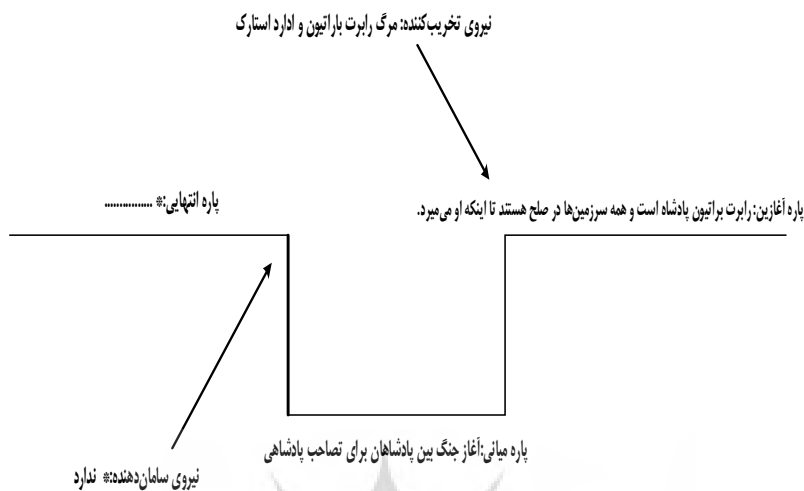 نیروی تخریب‌کننده: مرگ رابرت باراتیون و ادارد استارک
پاره آغازین: رابرت براتیون پادشاه است و همه سرزمین‌ها در صلح هستند تا اینکه او می‌میرد.
پاره انتهایی:* ...............
پاره میانی:آغاز جنگ بین پادشاهان برای تصاحب پادشاهی
نیروی سامان‌دهنده:* ندارد